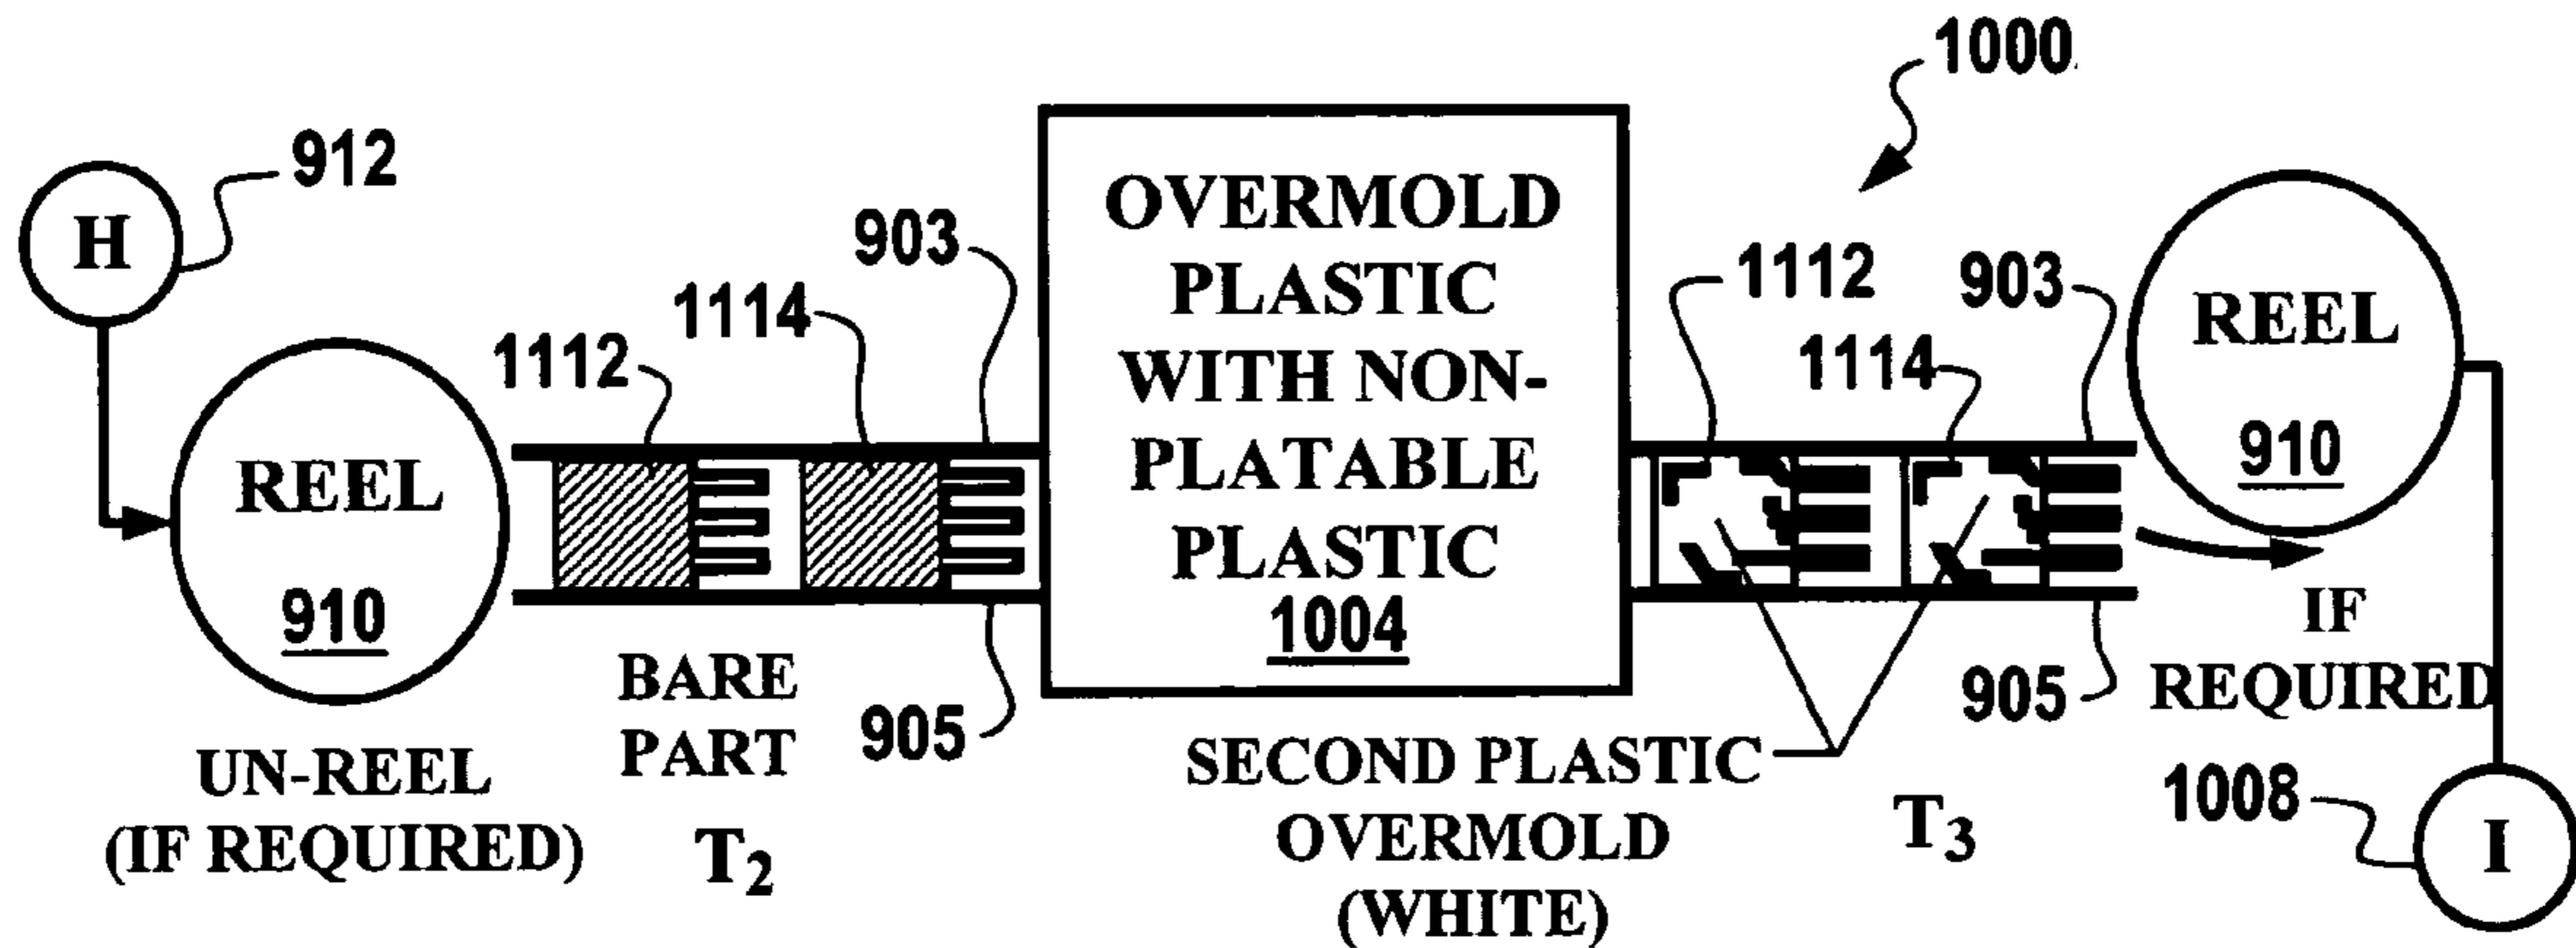 1000
912
H
903
1114
1112
REEL
910
UN-REEL
(IF REQUIRED)
BARE
PART
T2
905
OVERMOLD
PLASTIC
WITH NON-
PLATABLE
PLASTIC
1004
1112
1114
903
REEL
910
SECOND PLASTIC
OVERMOLD
(WHITE)
T3
905
IF
REQUIRED
1008
I